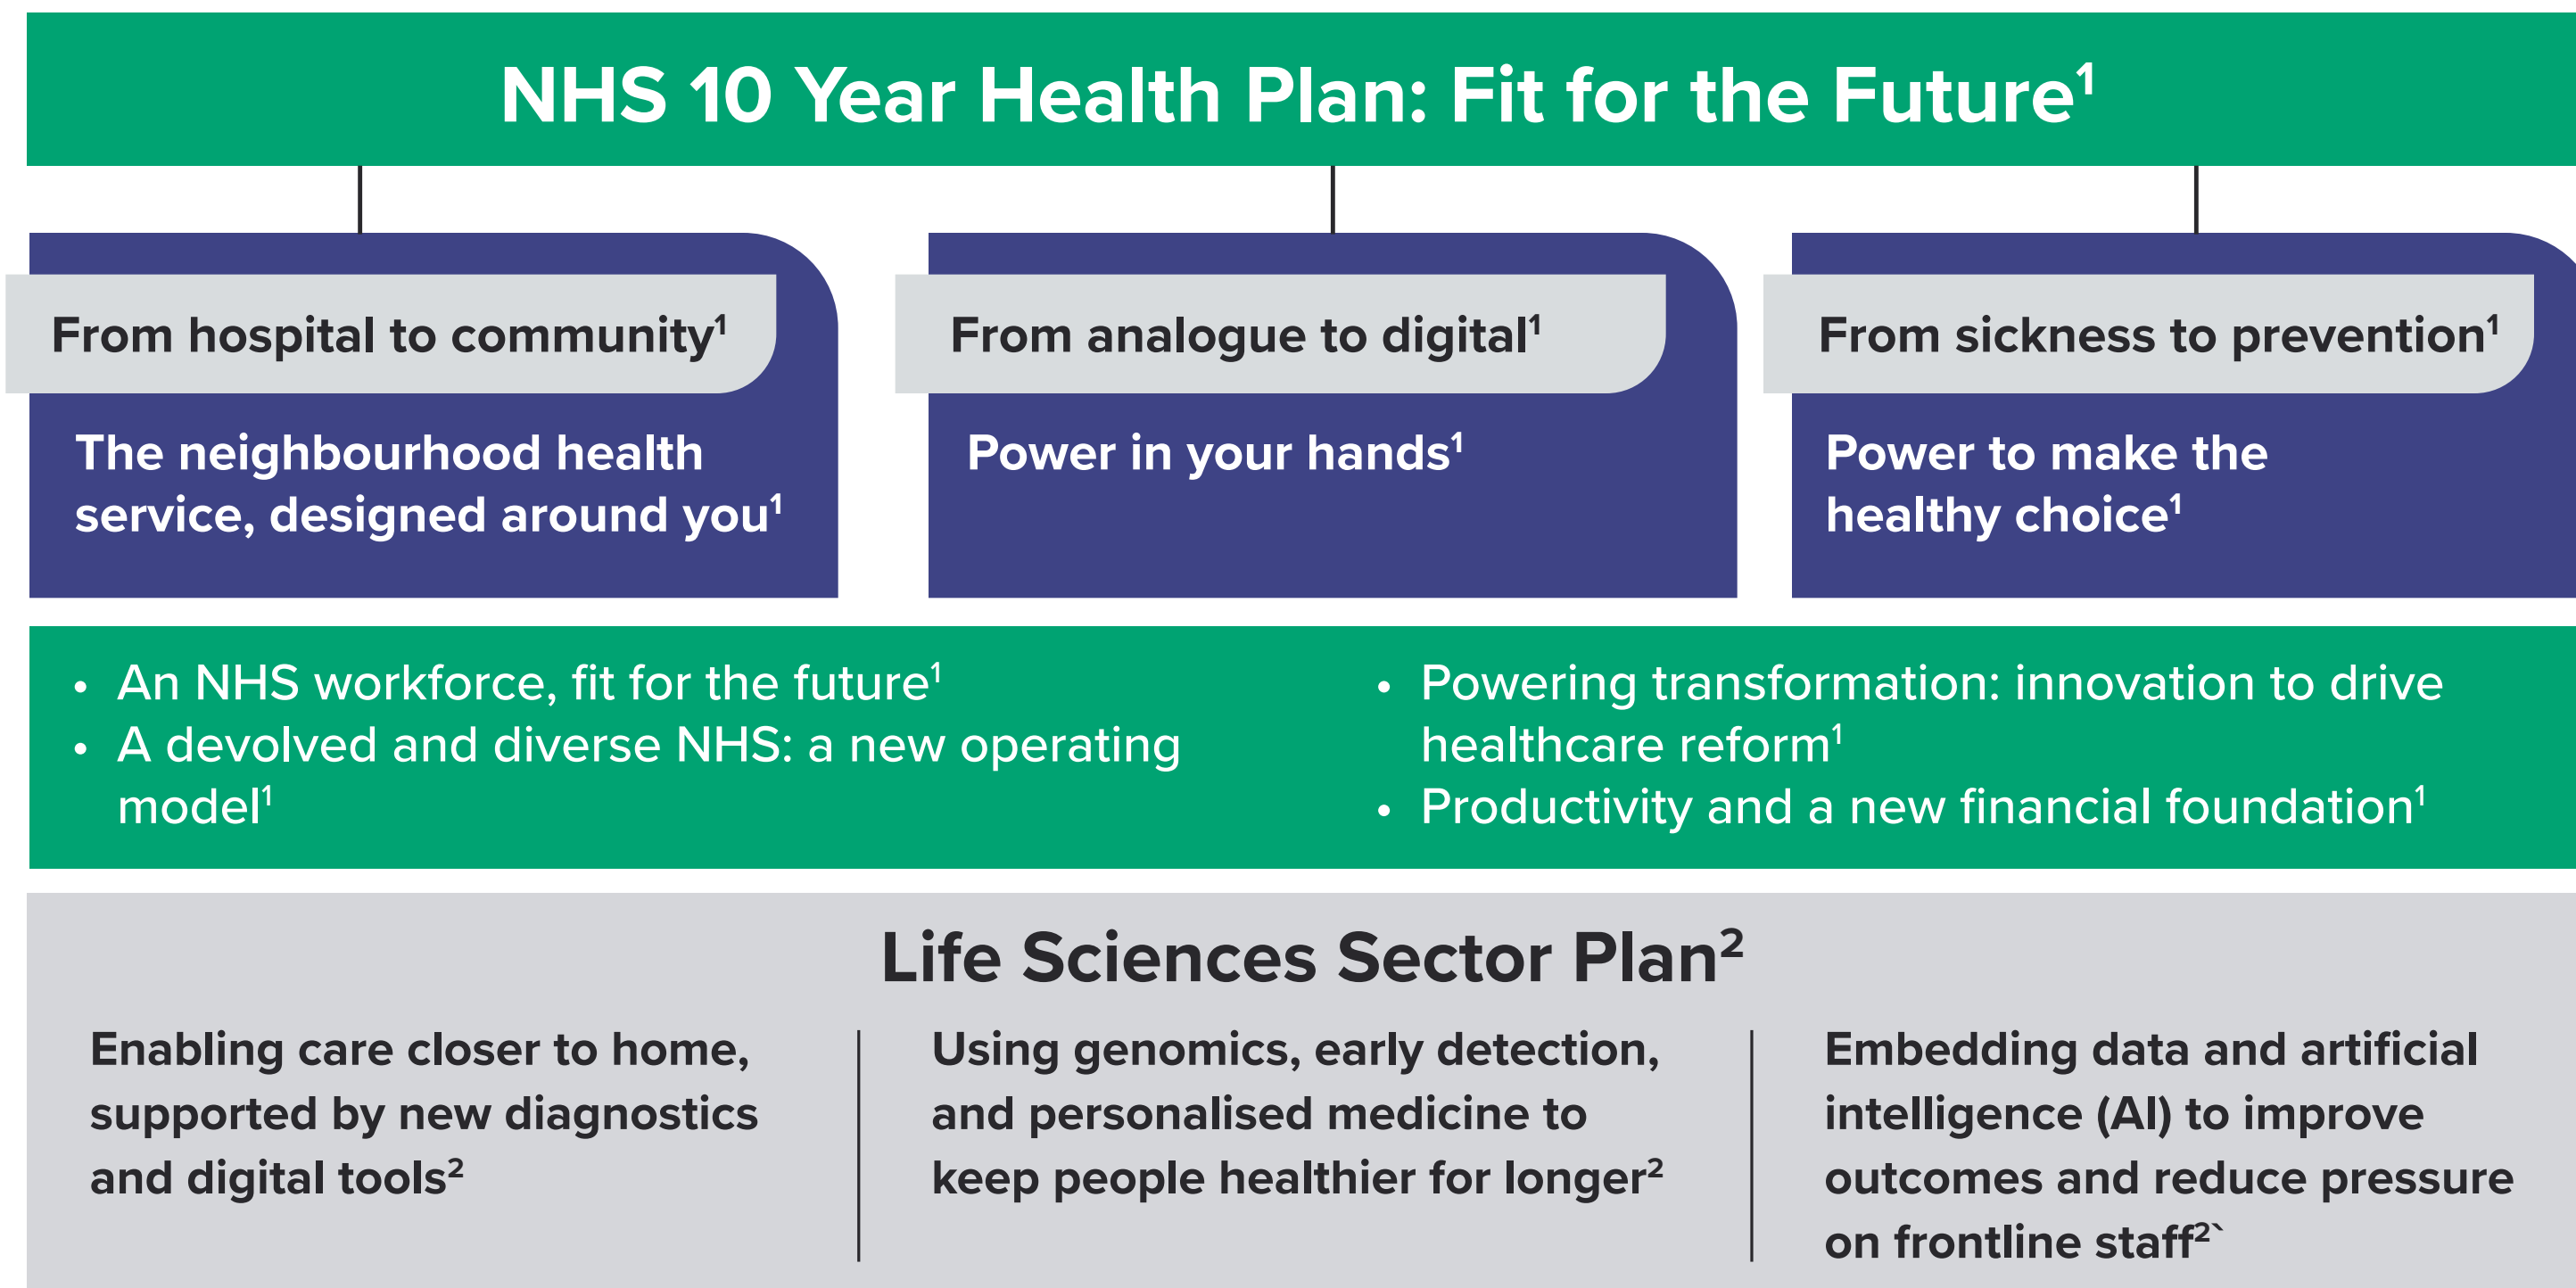 NHS 10 Year Health Plan: Fit for the Future¹
From hospital to community¹
The neighbourhood health
service, designed around you¹
From analogue to digital¹
Power in your hands¹
From sickness to prevention¹
Power to make the
healthy choice¹
• An NHS workforce, fit for the future¹
• A devolved and diverse NHS: a new operating
model¹
• Powering transformation: innovation to drive
healthcare reform¹
• Productivity and a new financial foundation¹
Life Sciences Sector Plan²
Enabling care closer to home,
supported by new diagnostics
and digital tools²
Using genomics, early detection,
and personalised medicine to
keep people healthier for longer²
Embedding data and artificial
intelligence (AI) to improve
outcomes and reduce pressure
on frontline staff²`